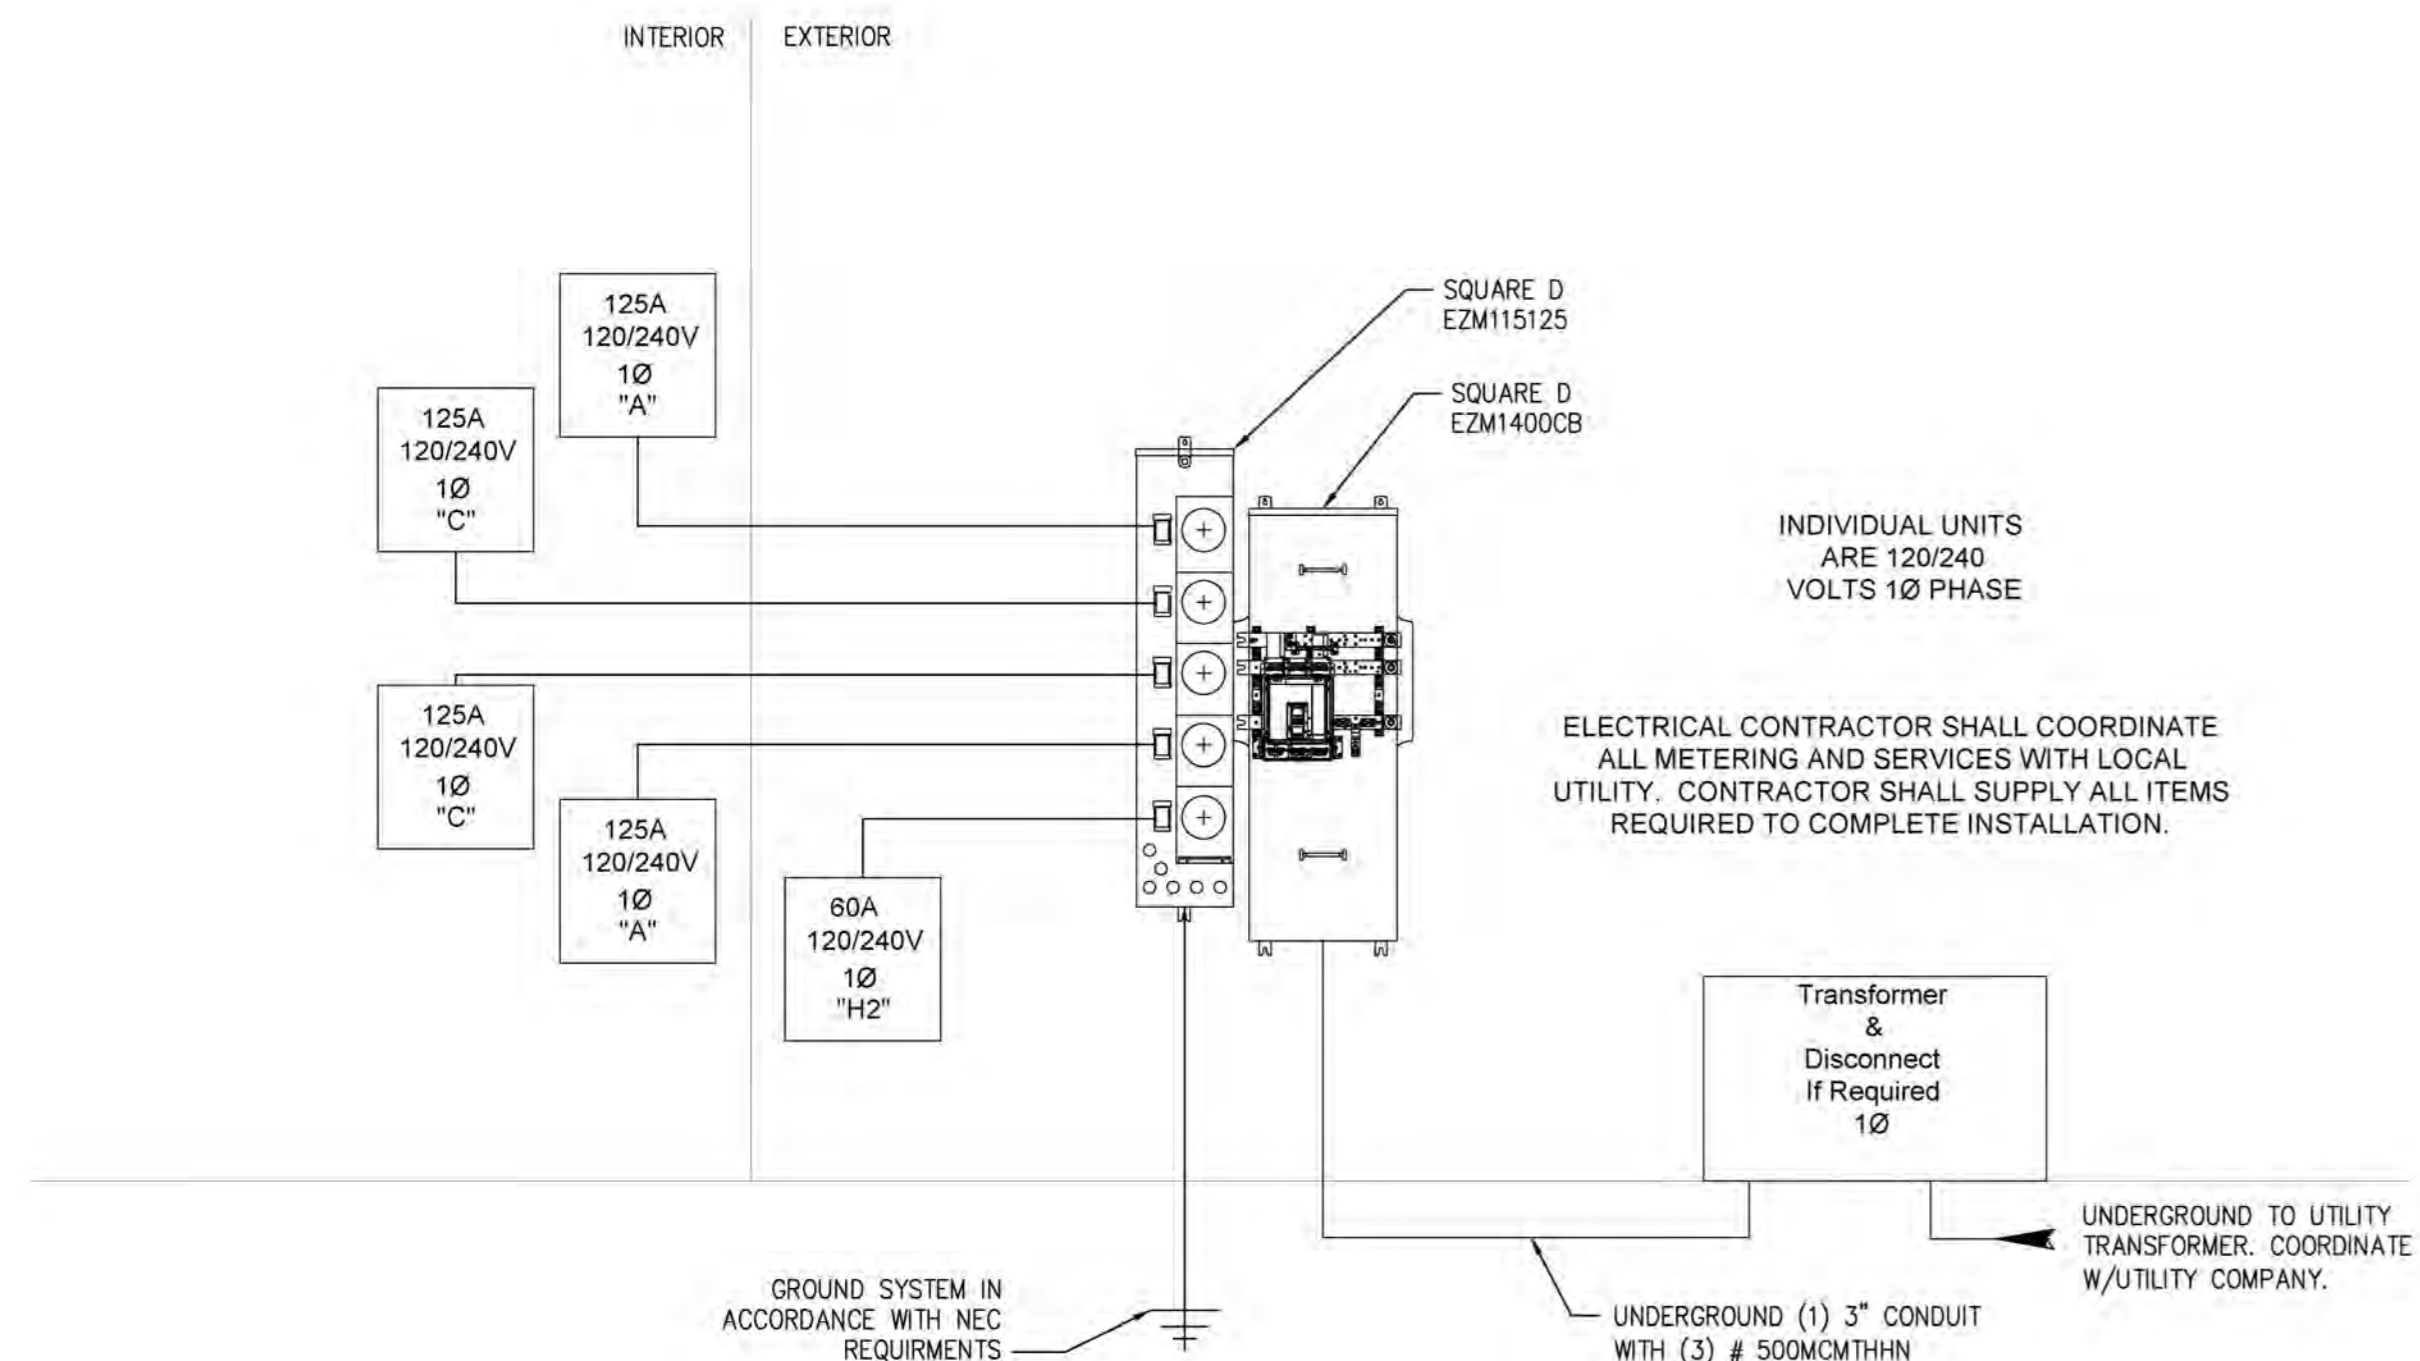 INTERIOR
EXTERIOR
125A
120/240V
1Ø
"A"
125A
120/240V
1Ø
"C"
125A
120/240V
1Ø
"C"
125A
120/240V
1Ø
"A"
60A
120/240V
1Ø
"H2"
SQUARE D
EZM115125
SQUARE D
EZM1400CB
INDIVIDUAL UNITS
ARE 120/240
VOLTS 1Ø PHASE
ELECTRICAL CONTRACTOR SHALL COORDINATE
ALL METERING AND SERVICES WITH LOCAL
UTILITY. CONTRACTOR SHALL SUPPLY ALL ITEMS
REQUIRED TO COMPLETE INSTALLATION.
Transformer
&
Disconnect
If Required
1Ø
UNDERGROUND TO UTILITY
TRANSFORMER. COORDINATE
W/UTILITY COMPANY.
GROUND SYSTEM IN
ACCORDANCE WITH NEC
REQUIRMENTS
UNDERGROUND (1) 3" CONDUIT
WITH (3) # 500MCMTHHN